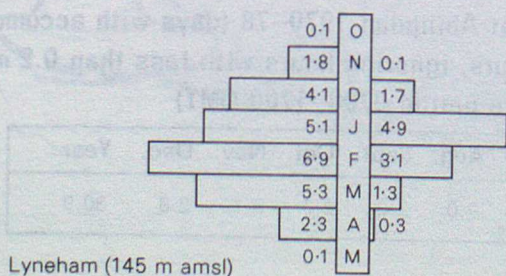 0·1 O
1·8 N 0·1
4·1 D 1·7
5·1 J 4·9
6·9 F 3·1
5·3 M 1·3
2·3 A 0·3
0·1 M
Lyneham (145 m amsl)